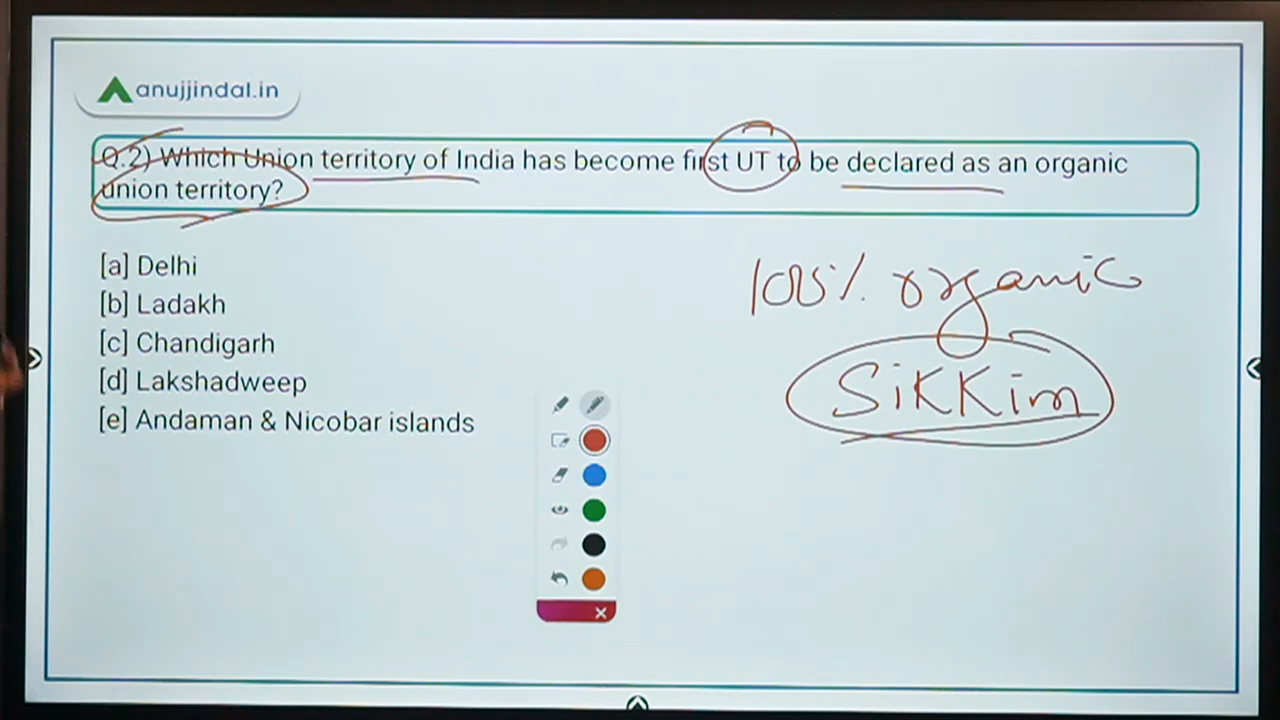 anujjindal.in
Q.2) Which Union territory of India has become first UT to be declared as an organic
union territory?
[a] Delhi
[b] Ladakh
[c] Chandigarh
[d] Lakshadweep
[e] Andaman & Nicobar islands
100% organic
SiKKim